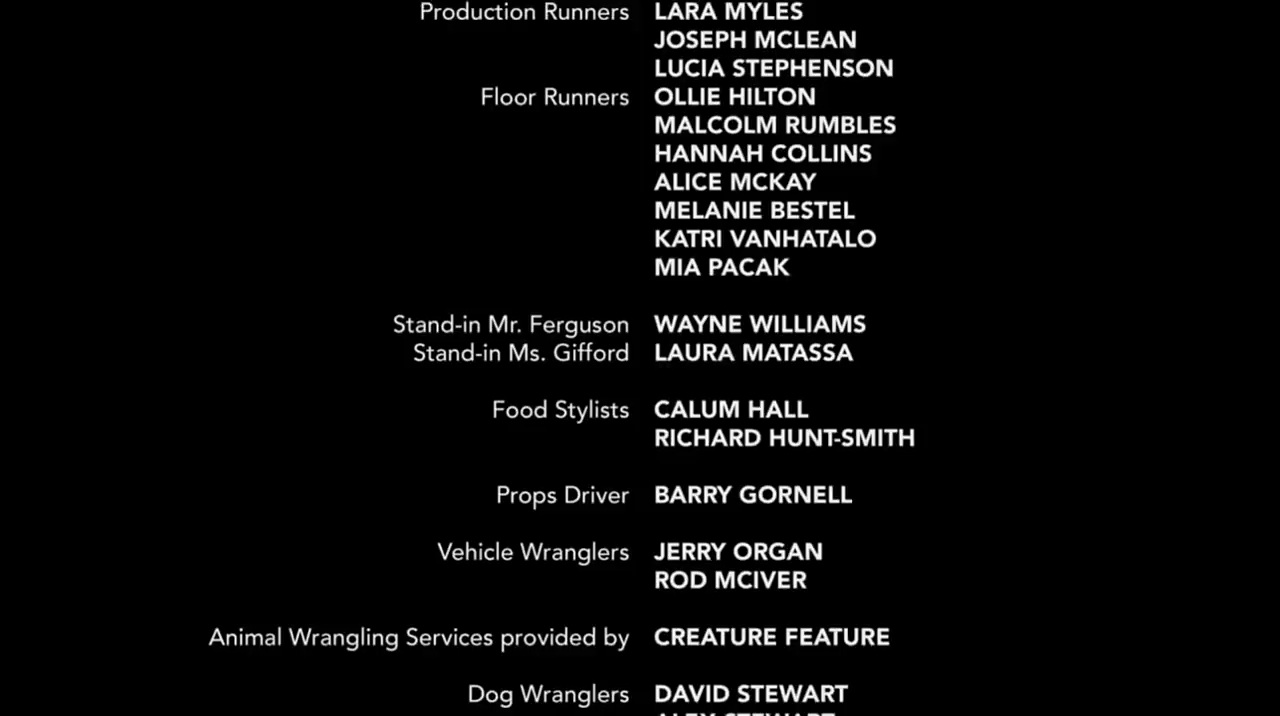 Production Runners LARA MYLES
JOSEPH MCLEAN
LUCIA STEPHENSON
Floor Runners OLLIE HILTON
MALCOLM RUMBLES
HANNAH COLLINS
ALICE MCKAY
MELANIE BESTEL
KATRI VANHATALO
MIA PACAK
Stand-in Mr. Ferguson WAYNE WILLIAMS
Stand-in Ms. Gifford LAURA MATASSA
Food Stylists CALUM HALL
RICHARD HUNT-SMITH
Props Driver BARRY GORNELL
Vehicle Wranglers JERRY ORGAN
ROD MCIVER
Animal Wrangling Services provided by CREATURE FEATURE
Dog Wranglers DAVID STEWART
ALEX STEWART